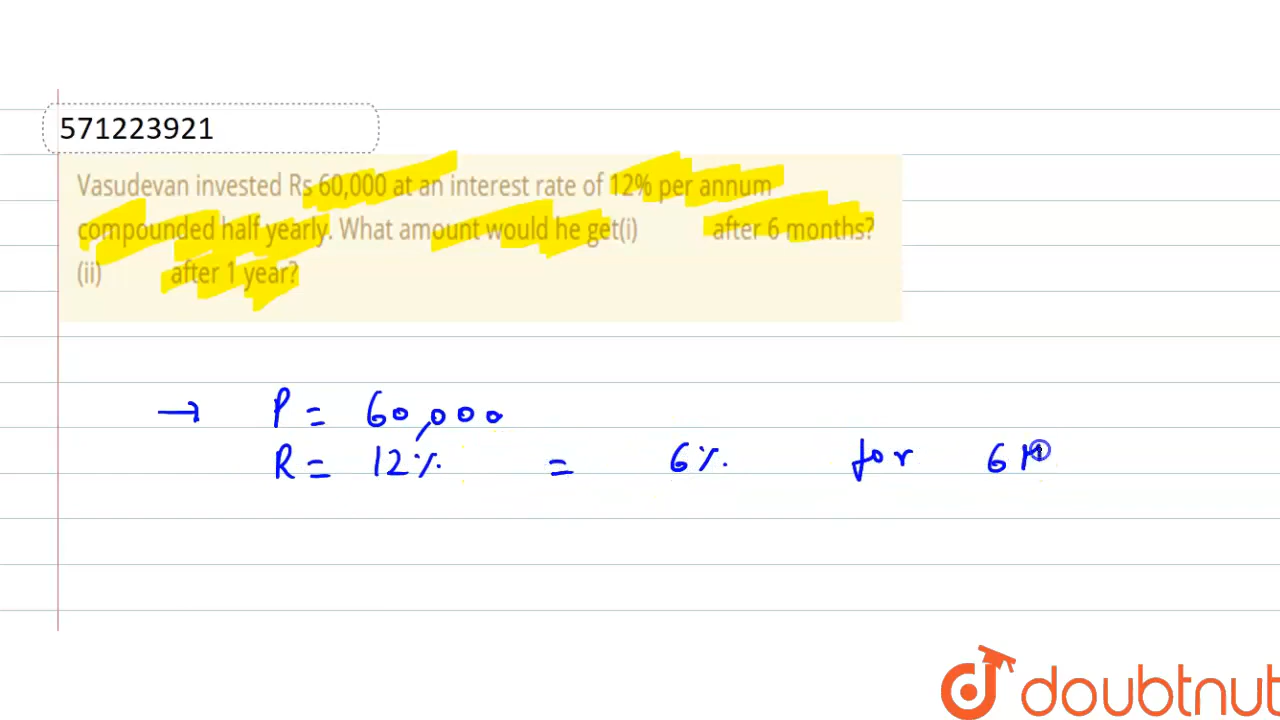 571223921
Vasudevan invested Rs 60,000 at an interest rate of 12% per annum
compounded half yearly. What amount would he get(i) after 6 months?
(ii) after 1 year?
→ P = 60,000
R = 12% = 6% for 6 M
doubtnut